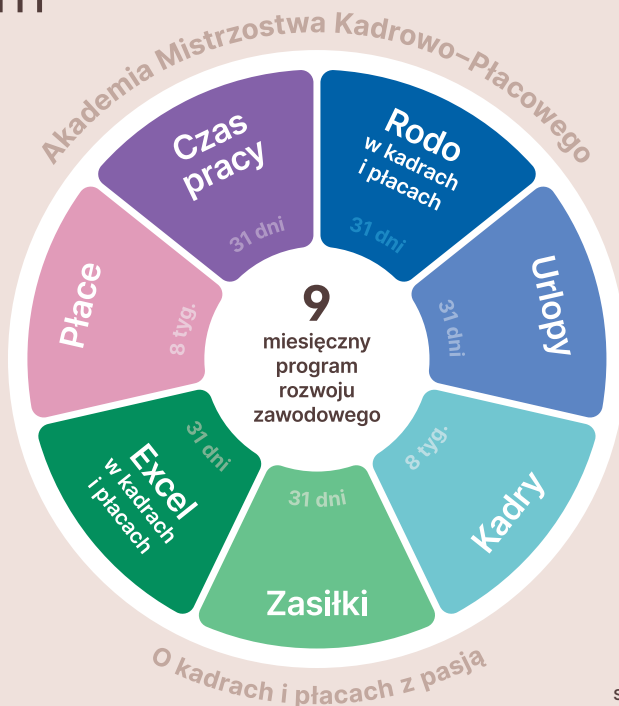 Akademia Mistrzostwa Kadrowo–Płacowego
Czas
pracy
31 dni
Rodo
w kadrach
i płacach
31 dni
Urlopy
31 dni
Kadry
8 tyg.
Zasiłki
31 dni
Excel
w kadrach
i płacach
31 dni
Płace
8 tyg.
9
miesięczny
program
rozwoju
zawodowego
O kadrach i płacach z pasją